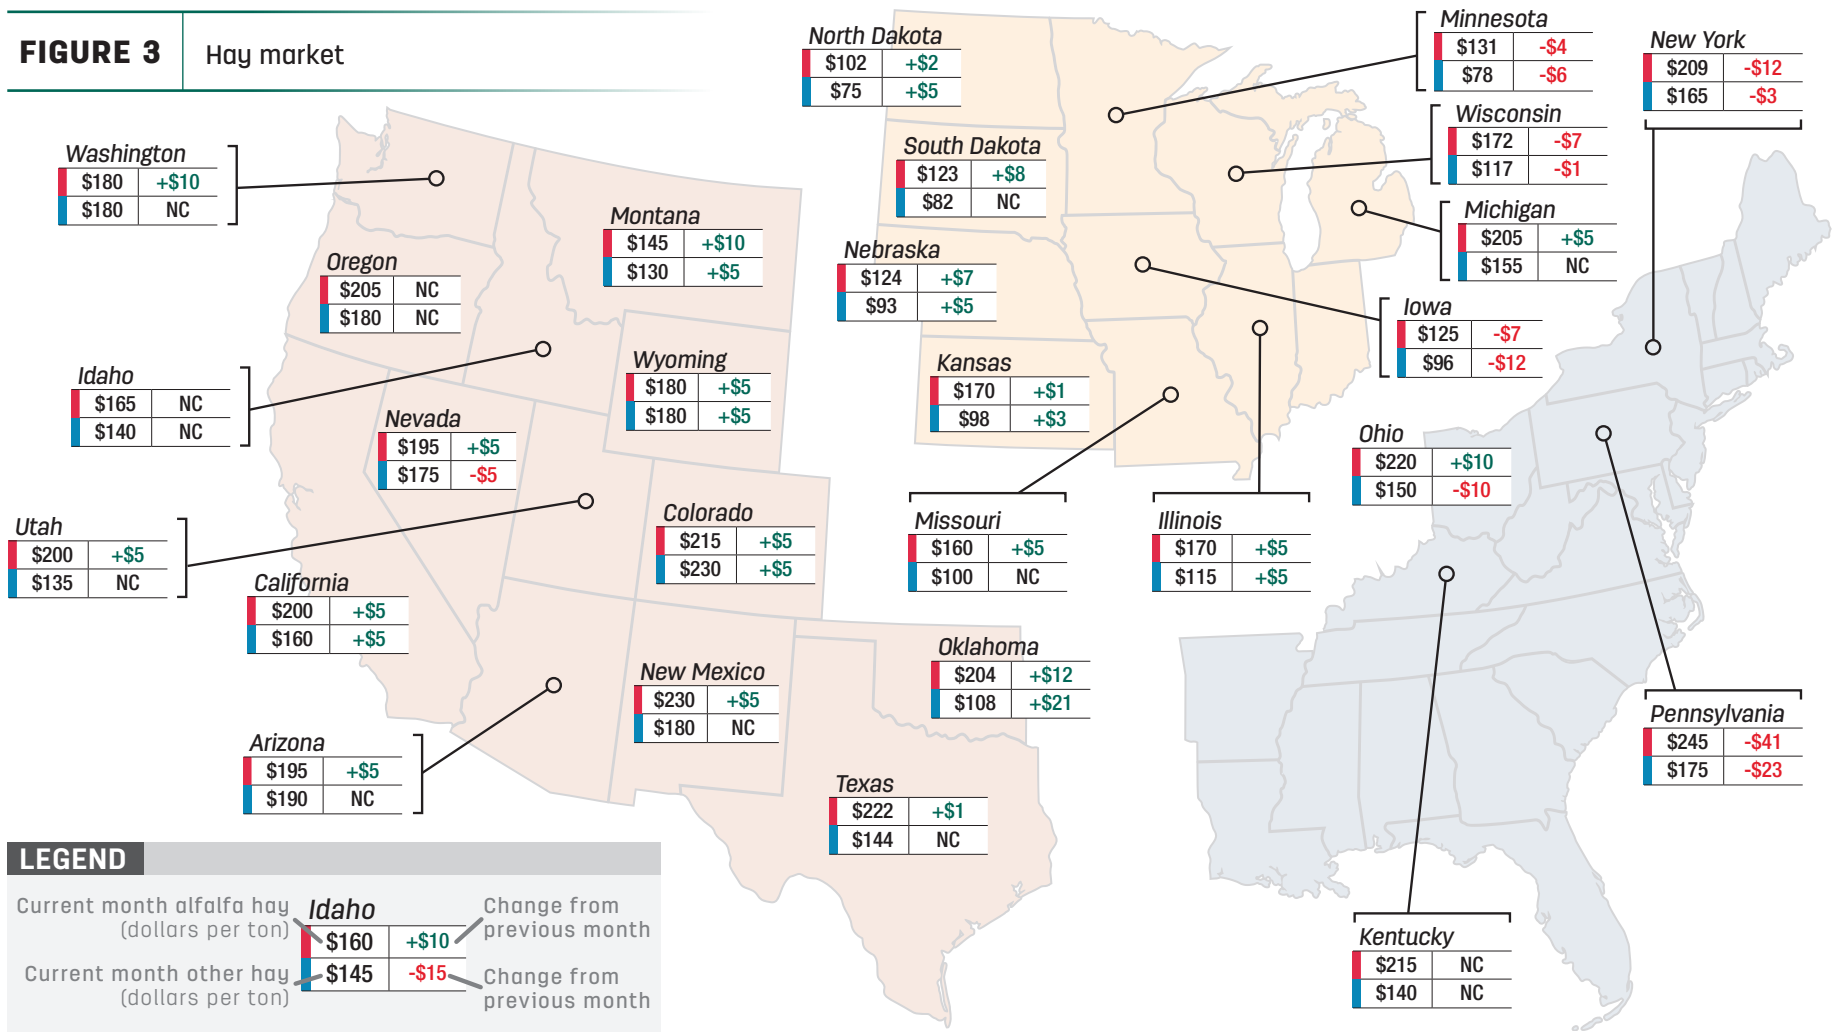 FIGURE 3 Hay market
Washington
$180 +$10
$180 NC
Oregon
$205 NC
$180 NC
Montana
$145 +$10
$130 +$5
Idaho
$165 NC
$140 NC
Wyoming
$180 +$5
$180 +$5
Nevada
$195 +$5
$175 -$5
Utah
$200 +$5
$135 NC
Colorado
$215 +$5
$230 +$5
California
$200 +$5
$160 +$5
Arizona
$195 +$5
$190 NC
New Mexico
$230 +$5
$180 NC
Oklahoma
$204 +$12
$108 +$21
Texas
$222 +$1
$144 NC
North Dakota
$102 +$2
$75 +$5
South Dakota
$123 +$8
$82 NC
Nebraska
$124 +$7
$93 +$5
Kansas
$170 +$1
$98 +$3
Minnesota
$131 -$4
$78 -$6
Wisconsin
$172 -$7
$117 -$1
Michigan
$205 +$5
$155 NC
Iowa
$125 -$7
$96 -$12
Missouri
$160 +$5
$100 NC
Illinois
$170 +$5
$115 +$5
New York
$209 -$12
$165 -$3
Ohio
$220 +$10
$150 -$10
Pennsylvania
$245 -$41
$175 -$23
Kentucky
$215 NC
$140 NC
LEGEND
Current month alfalfa hay
(dollars per ton)
Current month other hay
(dollars per ton)
Idaho
$160 +$10
$145 -$15
Change from
previous month
Change from
previous month